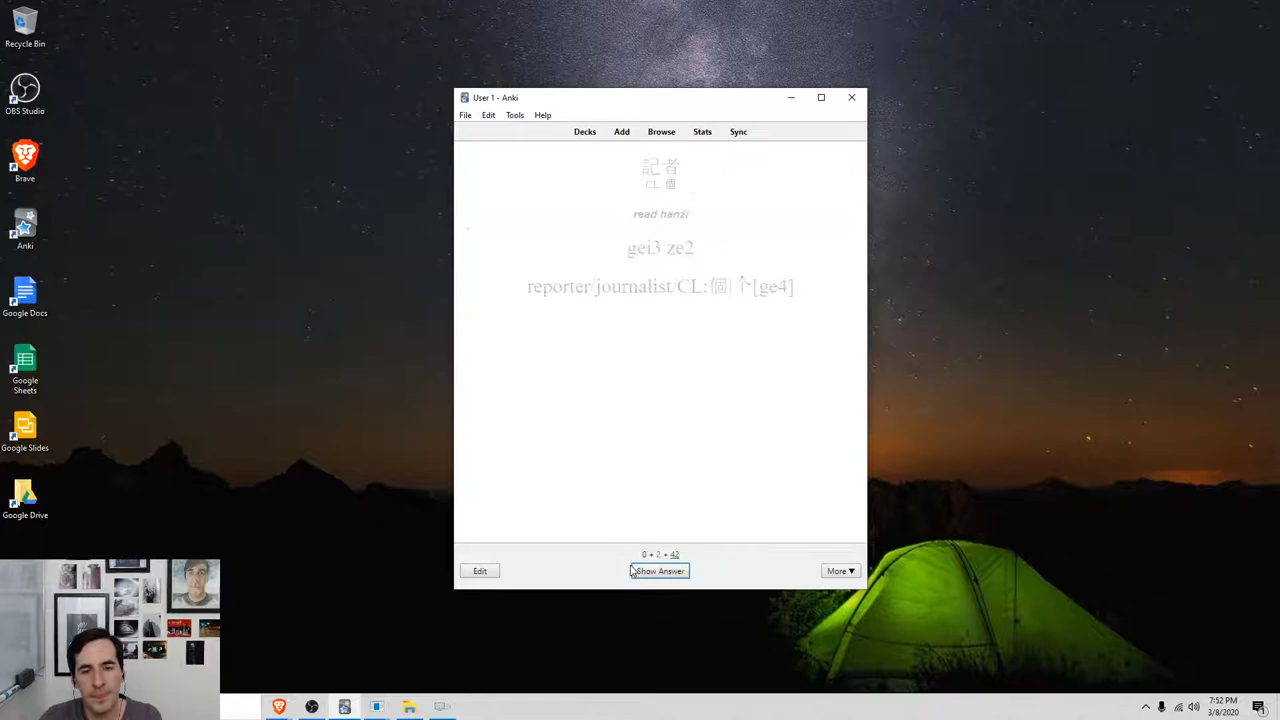 Recycle Bin
OBS Studio
Brave
Anki
Google Docs
Google
Sheets
Google Slides
Google Drive
User 1 - Anki
File Edit Tools Help
Decks Add Browse Stats Sync
記者
CL 個
read hanzi
gei3 ze2
reporter/journalist/CL:個|个[ge4]
0 + 2 + 42
Edit Show Answer More ▼
7:52 PM
3/8/2020